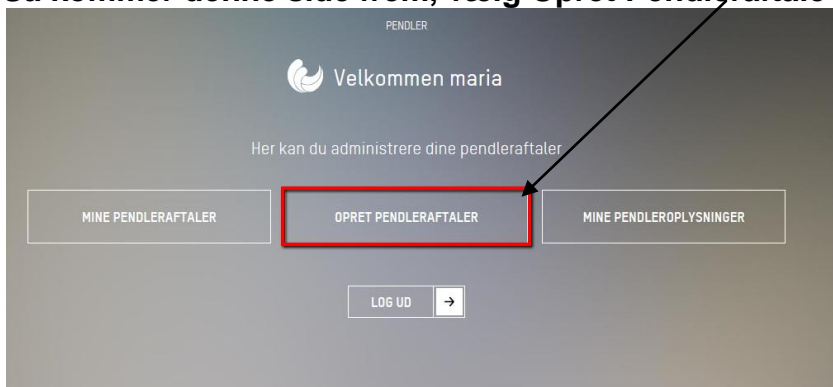 Så kommer denne side frem, vælg Opret Pendleraftale
PENDLER
Velkommen maria
Her kan du administrere dine pendleraftaler
MINE PENDLERAFTALER
OPRET PENDLERAFTALER
MINE PENDLEROPLYSNINGER
LOG UD